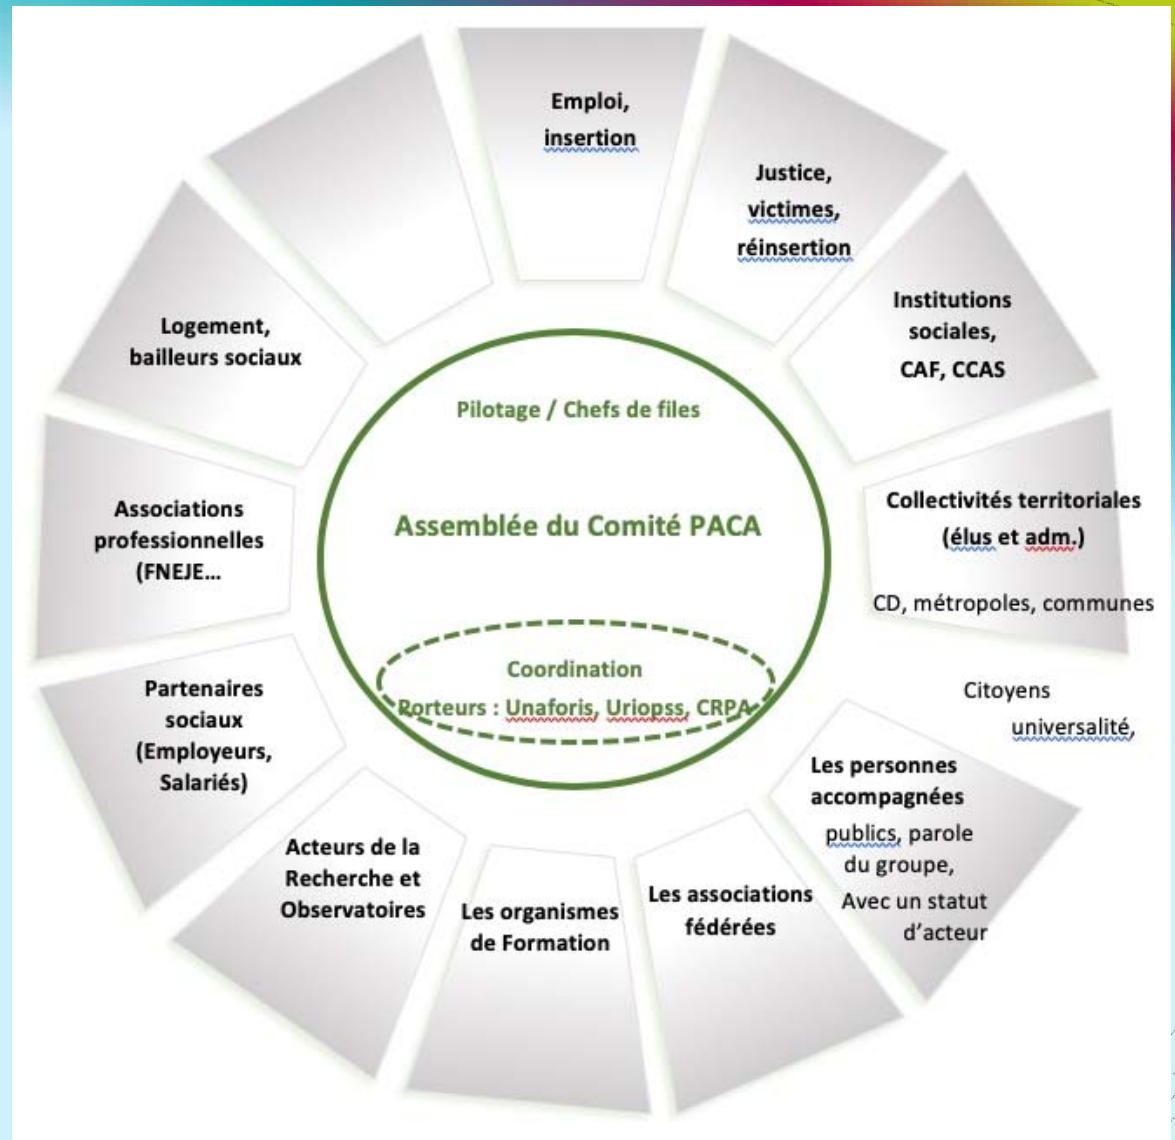 Emploi,
insertion
Justice,
victimes,
réinsertion
Institutions
sociales,
CAF, CCAS
Collectivités territoriales
(élus et adm.)
CD, métropoles, communes
Citoyens
universalité,
Les personnes
accompagnées
publics, parole
du groupe,
Avec un statut
d'acteur
Les associations
fédérées
Les organismes
de Formation
Acteurs de la
Recherche et
Observatoires
Partenaires
sociaux
(Employeurs,
Salariés)
Associations
professionnelles
(FNEJE...
Logement,
bailleurs sociaux
Pilotage / Chefs de files
Assemblée du Comité PACA
Coordination
Porteurs : Unaforis, Uriopss, CRPA